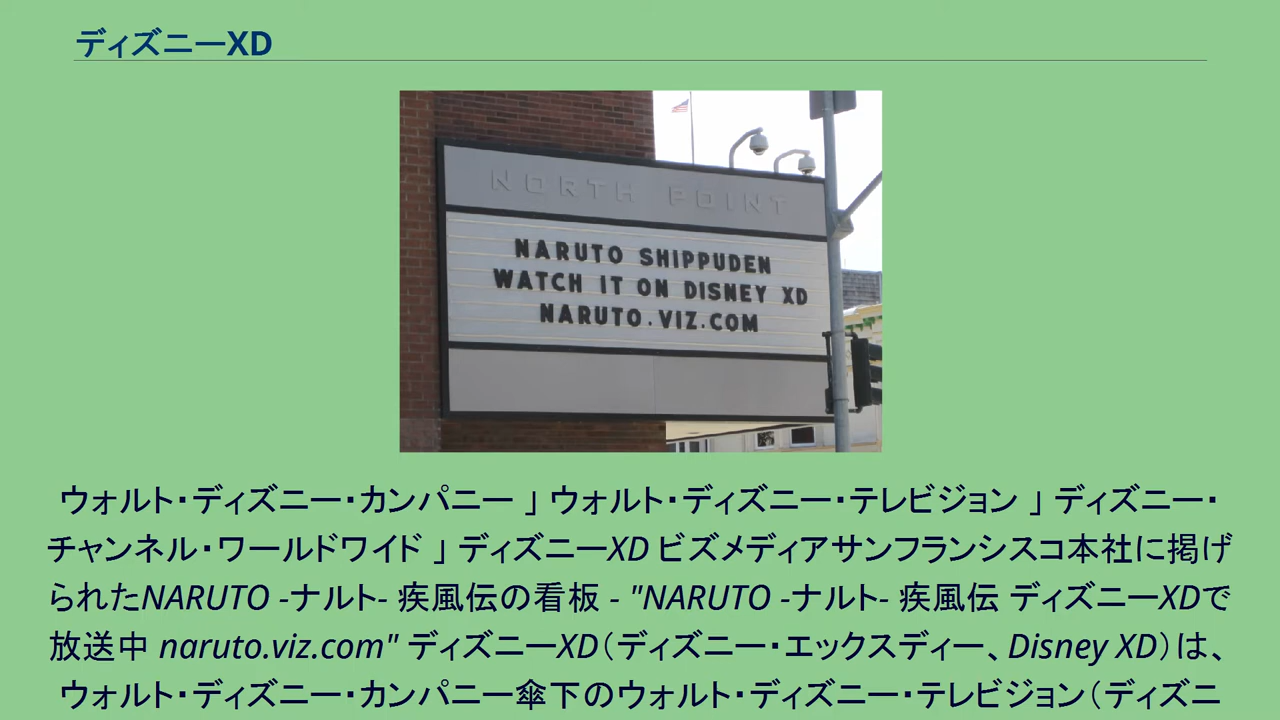 ディズニーXD
NORTH POINT
NARUTO SHIPPUDEN
WATCH IT ON DISNEY XD
NARUTO.VIZ.COM
ウォルト・ディズニー・カンパニー 」 ウォルト・ディズニー・テレビジョン 」 ディズニー・
チャンネル・ワールドワイド 」 ディズニーXD ビズメディアサンフランシスコ本社に掲げ
られたNARUTO -ナルト- 疾風伝の看板 - "NARUTO -ナルト- 疾風伝 ディズニーXDで
放送中 naruto.viz.com" ディズニーXD（ディズニー・エックスディー、Disney XD）は、
ウォルト・ディズニー・カンパニー傘下のウォルト・ディズニー・テレビジョン（ディズニ